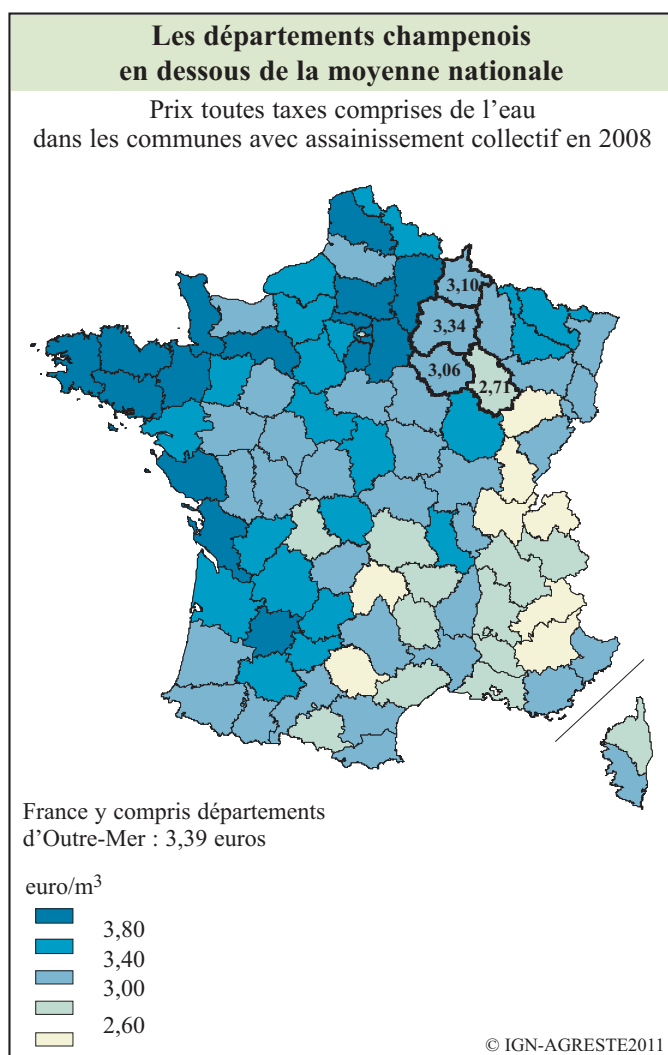 Les départements champenois
en dessous de la moyenne nationale
Prix toutes taxes comprises de l’eau
dans les communes avec assainissement collectif en 2008
3,10
3,34
3,06
2,71
France y compris départements
d’Outre-Mer : 3,39 euros
euro/m³
3,80
3,40
3,00
2,60
© IGN-AGRESTE2011